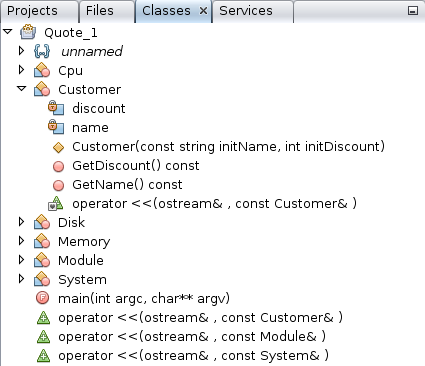 Projects Files Classes × Services
Quote_1
unnamed
Cpu
Customer
discount
name
Customer(const string initName, int initDiscount)
GetDiscount() const
GetName() const
operator <<(ostream& , const Customer& )
Disk
Memory
Module
System
main(int argc, char** argv)
operator <<(ostream& , const Customer& )
operator <<(ostream& , const Module& )
operator <<(ostream& , const System& )